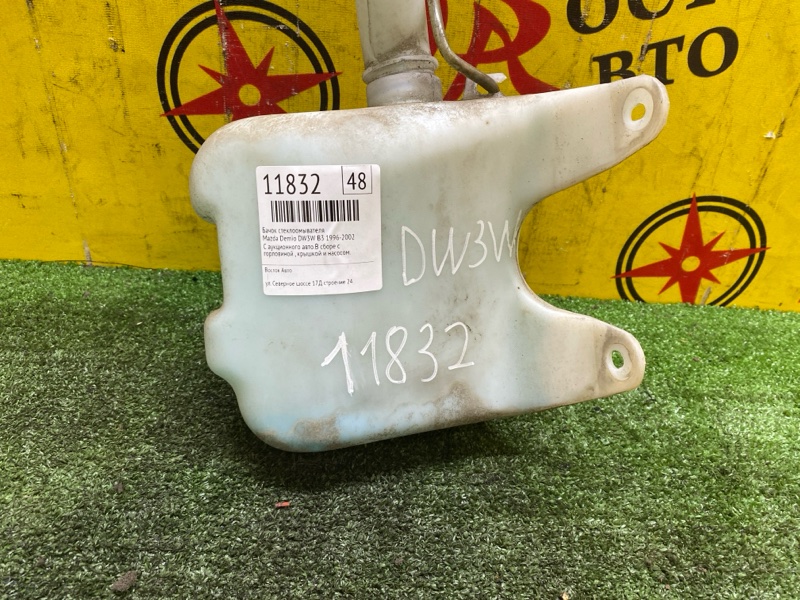 ВТО
11832 48
Бачок стеклоомывателя
Mazda Demio DW3W B3 1996-2002
С аукционного авто В сборе с
горловиной, крышкой и насосом
Восток Авто
ул. Северное шоссе 17Д строение 24
DW3W
11832